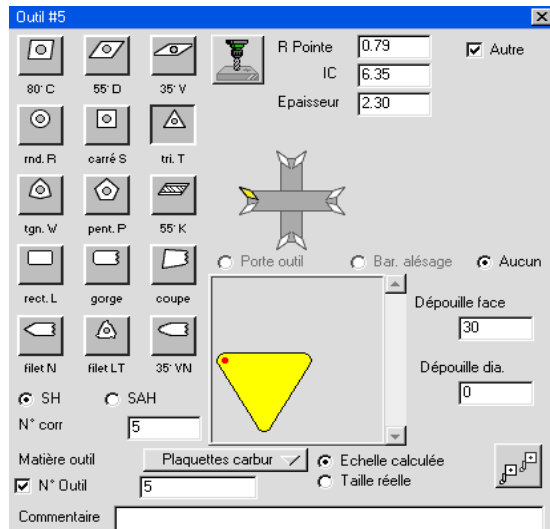 Outil #5
R Pointe 0.79 Autre
IC 6.35
Epaisseur 2.30
80° C 55° D 35° V
rnd. R carré S tri. T
tgn. W pent. P 55° K
rect. L gorge coupe
filet N filet LT 35° VN
Porte outil Bar. alésage Aucun
Dépouille face
30
Dépouille dia.
0
SH SAH
N° corr 5
Matière outil Plaquettes carbur
Echelle calculée
Taille réelle
N° Outil 5
Commentaire